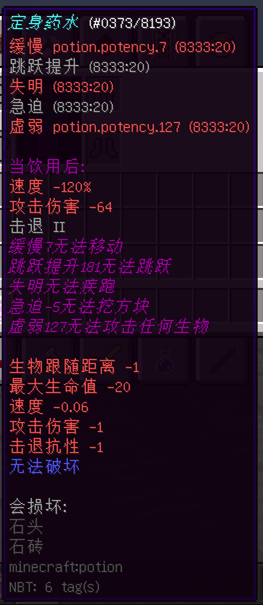 定身药水 (#0373/8193)
缓慢 potion.potency.7 (8333:20)
跳跃提升 (8333:20)
失明 (8333:20)
急迫 (8333:20)
虚弱 potion.potency.127 (8333:20)
当饮用后:
速度 -120%
攻击伤害 -64
击退 II
缓慢7无法移动
跳跃提升181无法跳跃
失明无法疾跑
急迫-5无法挖方块
虚弱127无法攻击任何生物
生物跟随距离 -1
最大生命值 -20
速度 -0.06
攻击伤害 -1
击退抗性 -1
无法破坏
会损坏:
石头
石砖
minecraft:potion
NBT: 6 tag(s)